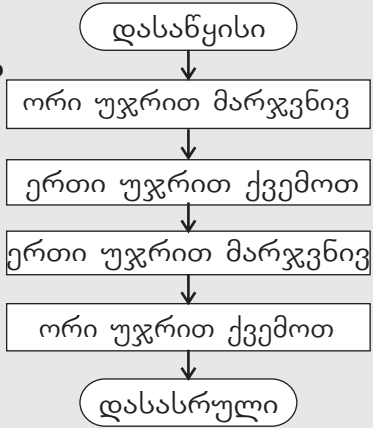 დასაწყისი
ორი უჯრით მარჯვნივ
ერთი უჯრით ქვემოთ
ერთი უჯრით მარჯვნივ
ორი უჯრით ქვემოთ
დასასრული